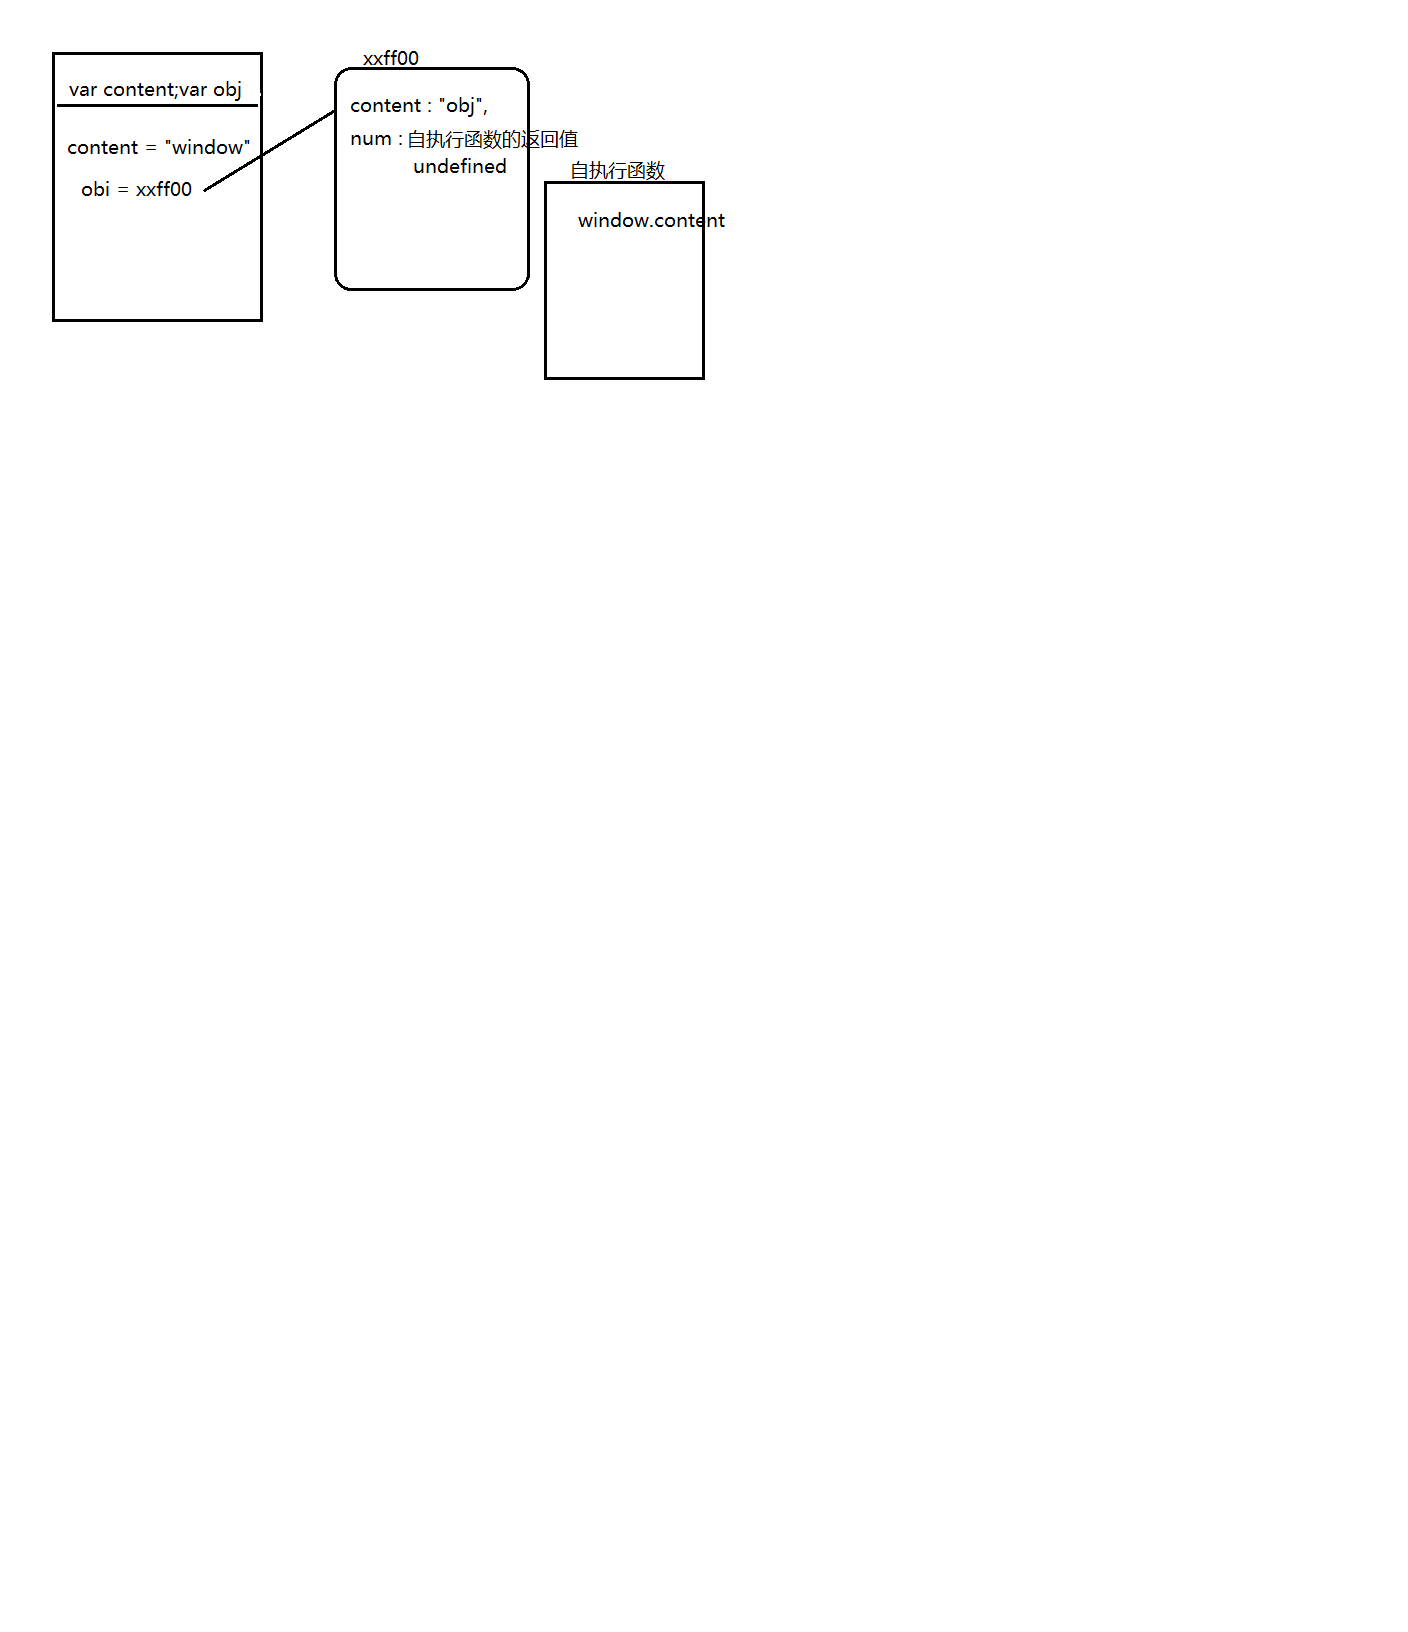 var content;var obj
content = "window"
obi = xxff00
xxff00
content : "obj",
num : 自执行函数的返回值
undefined
自执行函数
window.content